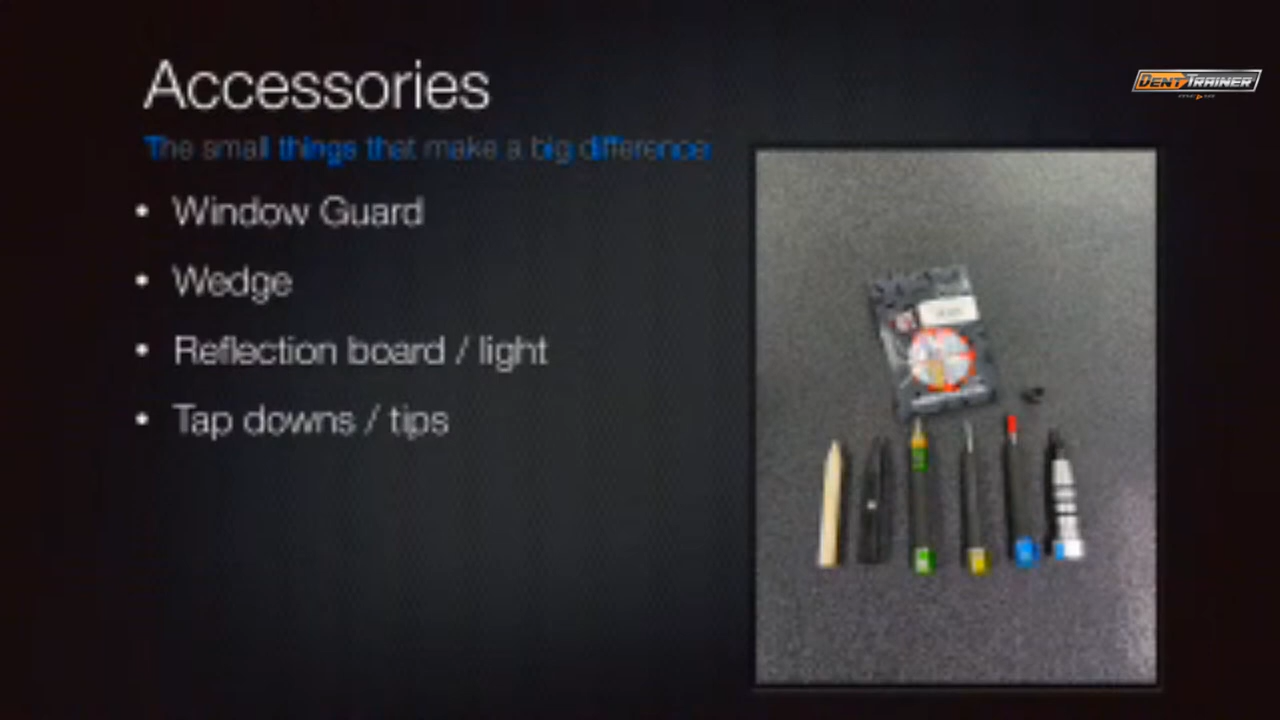 Accessories
DENT TRAINER
The small things that make a big difference
• Window Guard
• Wedge
• Reflection board / light
• Tap downs / tips